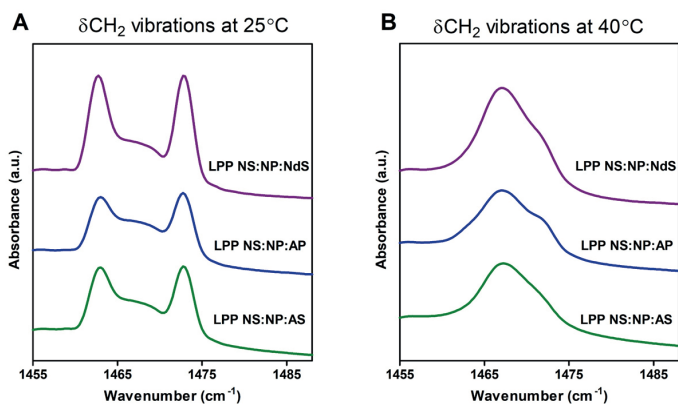 A
δCH2 vibrations at 25°C
Absorbance (a.u.)
LPP NS:NP:NdS
LPP NS:NP:AP
LPP NS:NP:AS
1455 1465 1475 1485
Wavenumber (cm-1)
B
δCH2 vibrations at 40°C
Absorbance (a.u.)
LPP NS:NP:NdS
LPP NS:NP:AP
LPP NS:NP:AS
1455 1465 1475 1485
Wavenumber (cm-1)